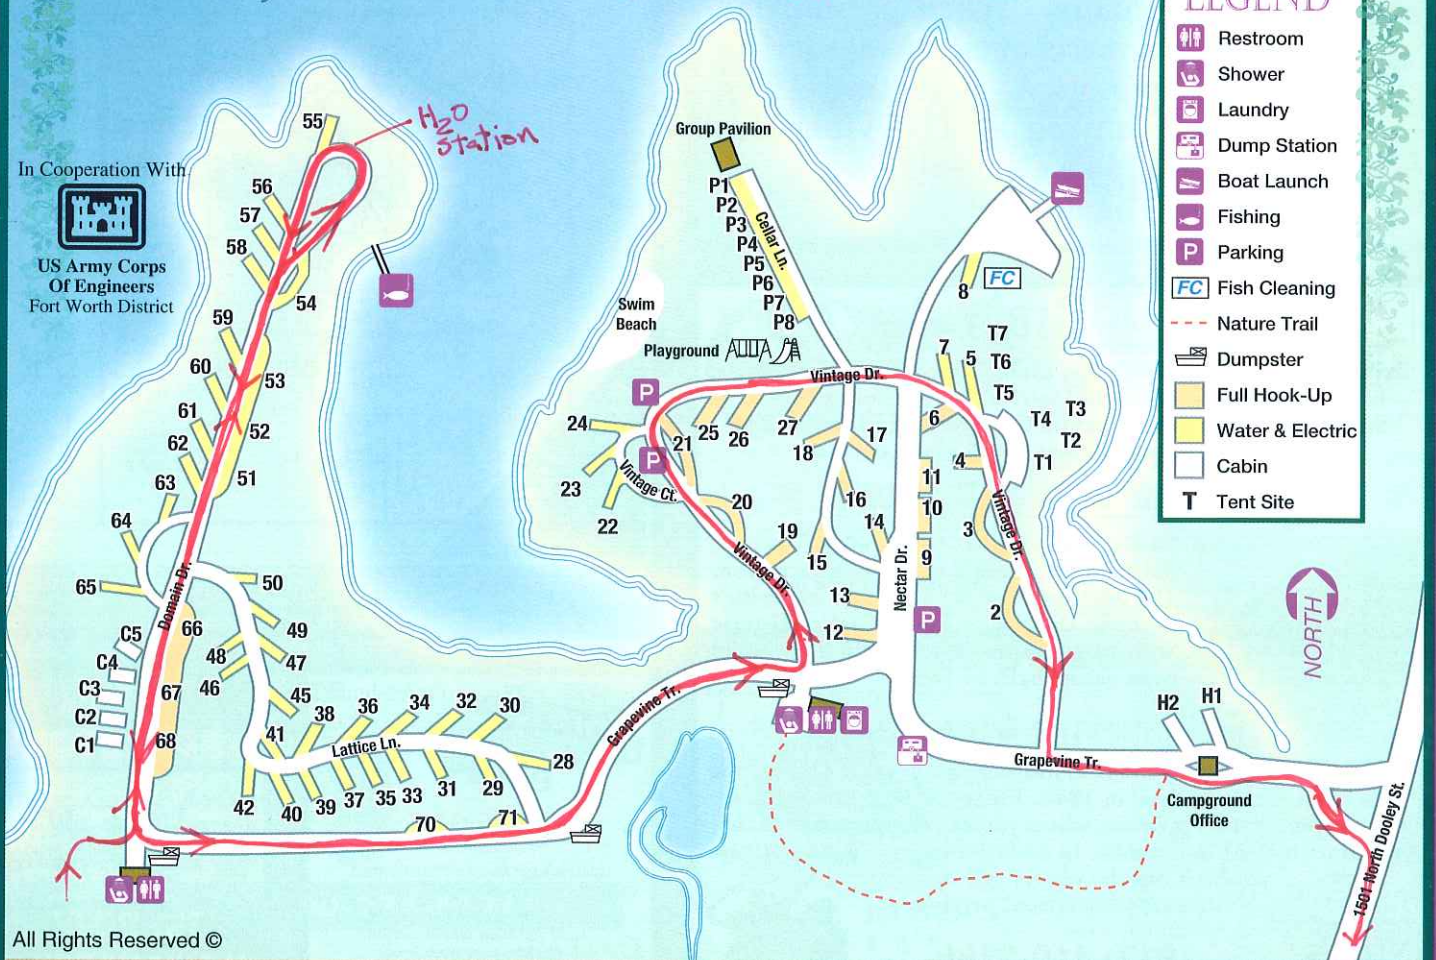 LEGEND
Restroom
Shower
Laundry
Dump Station
Boat Launch
Fishing
P Parking
FC Fish Cleaning
Nature Trail
Dumpster
Full Hook-Up
Water & Electric
Cabin
T Tent Site
In Cooperation With
US Army Corps
Of Engineers
Fort Worth District
H2O
Station
55
56
57
58
54
59
60
53
61
52
62
51
63
64
65
Domain Dr.
50
66
49
48
47
46
C5
C4
C3
C2
C1
67
68
45
41
38
36
34
32
30
Lattice Ln.
28
42
40
39
37
35
33
31
29
70
71
Group Pavilion
P1
P2
P3
P4
P5
P6
P7
P8
Cellar Ln.
Swim
Beach
Playground
P
Vintage Dr.
8
FC
7
5
T7
T6
T5
T4
T3
T2
T1
6
4
24
23
22
21
25
26
27
18
17
P
Vintage Ct.
20
19
16
15
14
11
10
9
3
2
Vintage Dr.
Vintage Dr.
13
12
Nectar Dr.
P
Grapevine Tr.
Grapevine Tr.
H2
H1
Campground
Office
NORTH
1501 North Dooley St.
All Rights Reserved ©